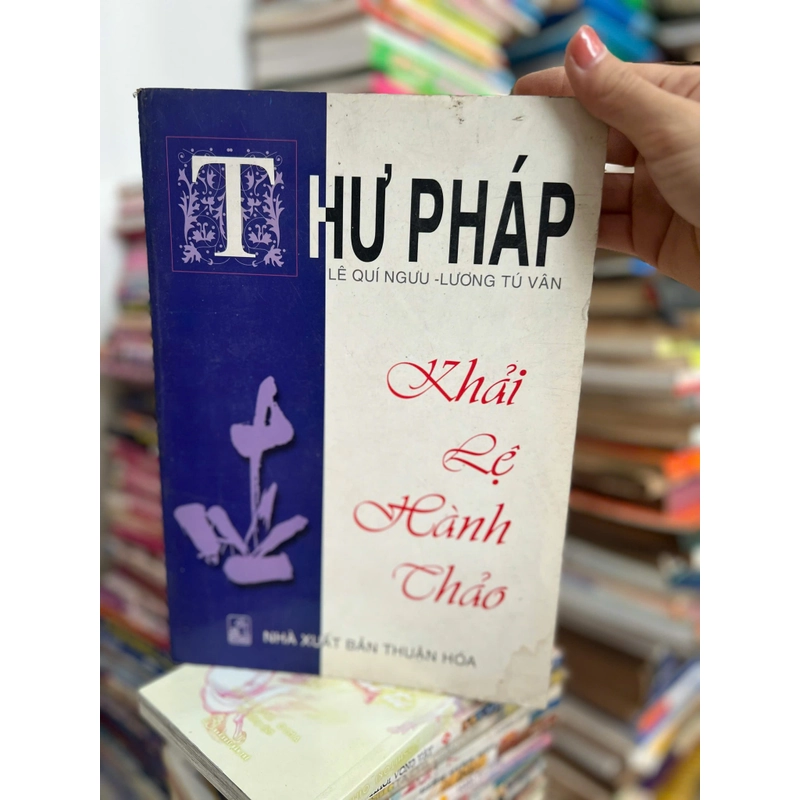 THƯ PHÁP
LÊ QUÍ NGƯU -LƯƠNG TÚ VÂN
Khải
Lệ
Hành
Thảo
NHÀ XUẤT BẢN THUẬN HÓA